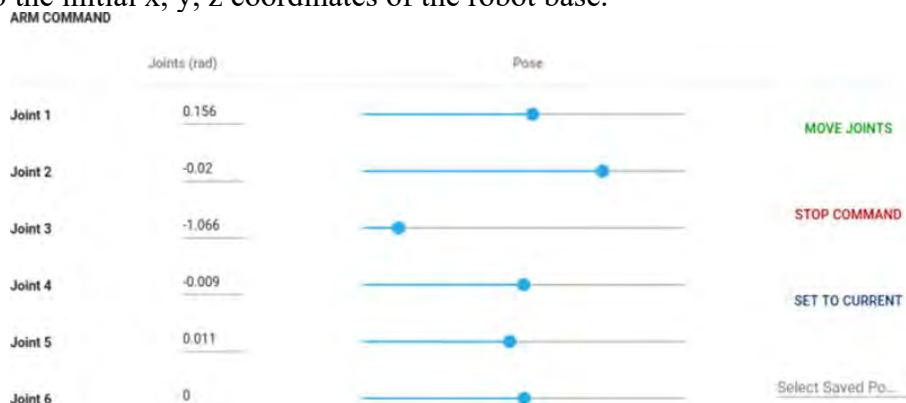 the initial x, y, z coordinates of the robot base.
ARM COMMAND
Joints (rad) Pose
Joint 1 0.156
MOVE JOINTS
Joint 2 -0.02
STOP COMMAND
Joint 3 -1.066
Joint 4 -0.009
SET TO CURRENT
Joint 5 0.011
Select Saved Po...
Joint 6 0